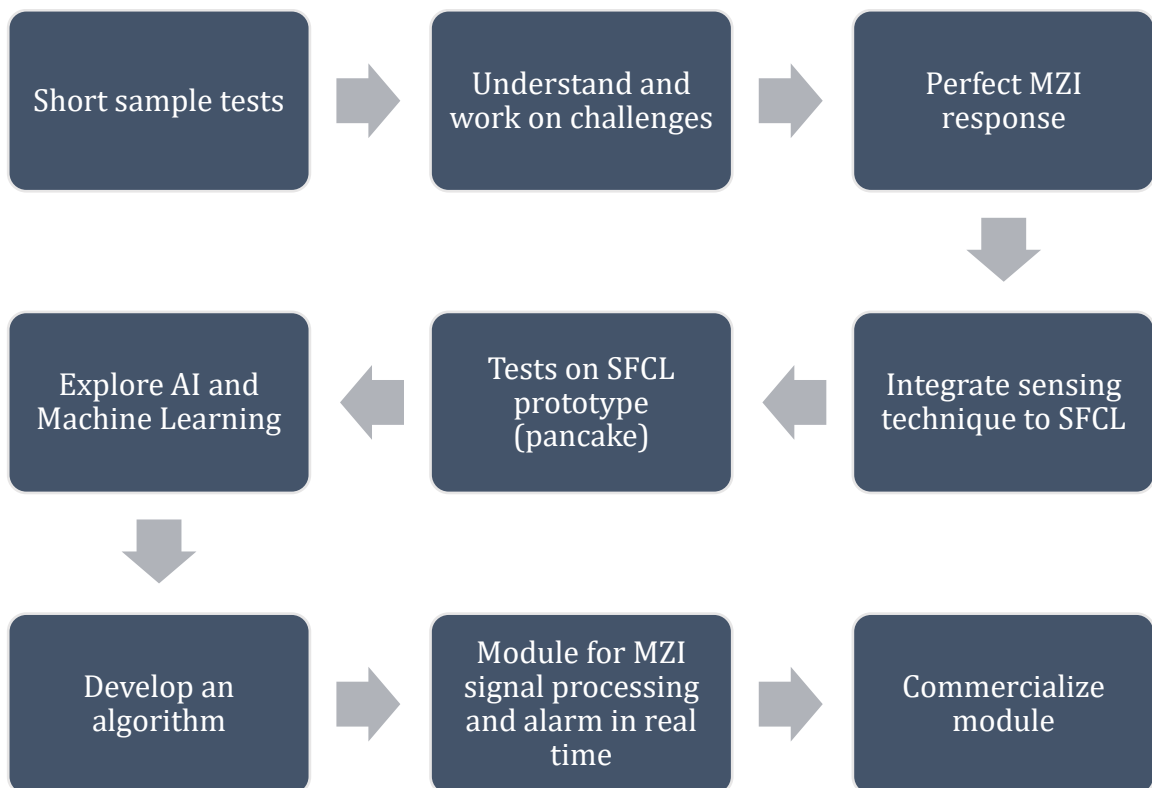 Short sample tests
Understand and
work on challenges
Perfect MZI
response
Integrate sensing
technique to SFCL
Tests on SFCL
prototype
(pancake)
Explore AI and
Machine Learning
Develop an
algorithm
Module for MZI
signal processing
and alarm in real
time
Commercialize
module